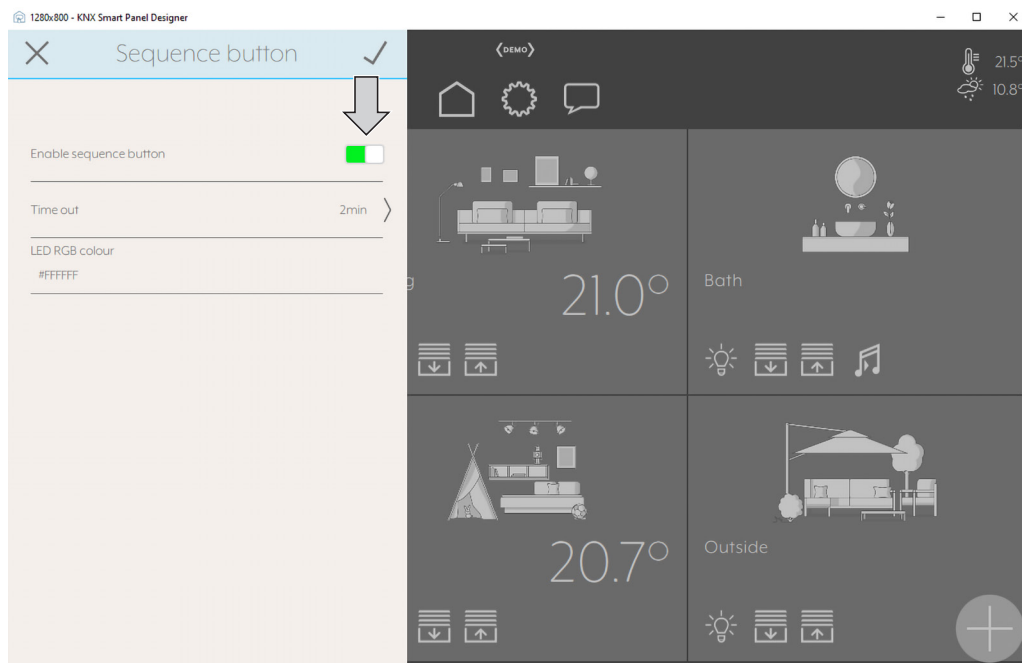 1280x800 - KNX Smart Panel Designer
Sequence button
Enable sequence button
Time out 2min
LED RGB colour
#FFFFFF
⟨DEMO⟩
21.5°
10.8°
g
21.0°
Bath
20.7°
Outside